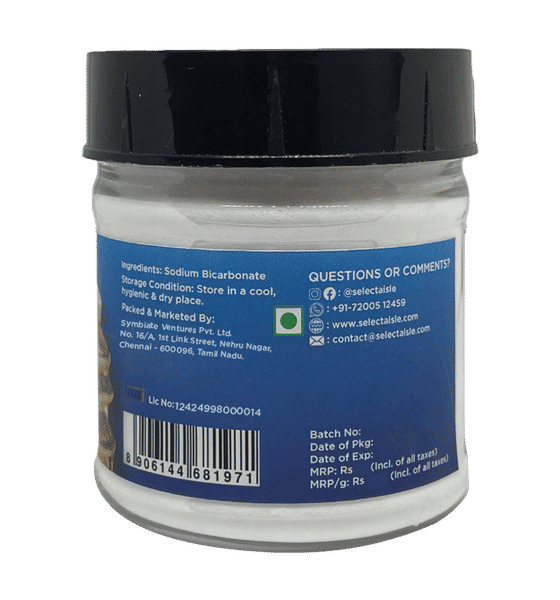 Ingredients: Sodium Bicarbonate
Storage Condition: Store in a cool,
hygienic & dry place.
Packed & Marketed By:
Symbiate Ventures Pvt. Ltd.
No, 16/A, 1st Link Street, Nehru Nagar,
Chennai - 600096, Tamil Nadu.
Lic No:12424998000014
8 906144 681971
QUESTIONS OR COMMENTS?
: @selectaisle
: +91-72005 12459
: www.selectaisle.com
: contact@selectaisle.com
Batch No:
Date of Pkg:
Date of Exp:
MRP: Rs (Incl. of all taxes)
MRP/g: Rs (Incl. of all taxes)